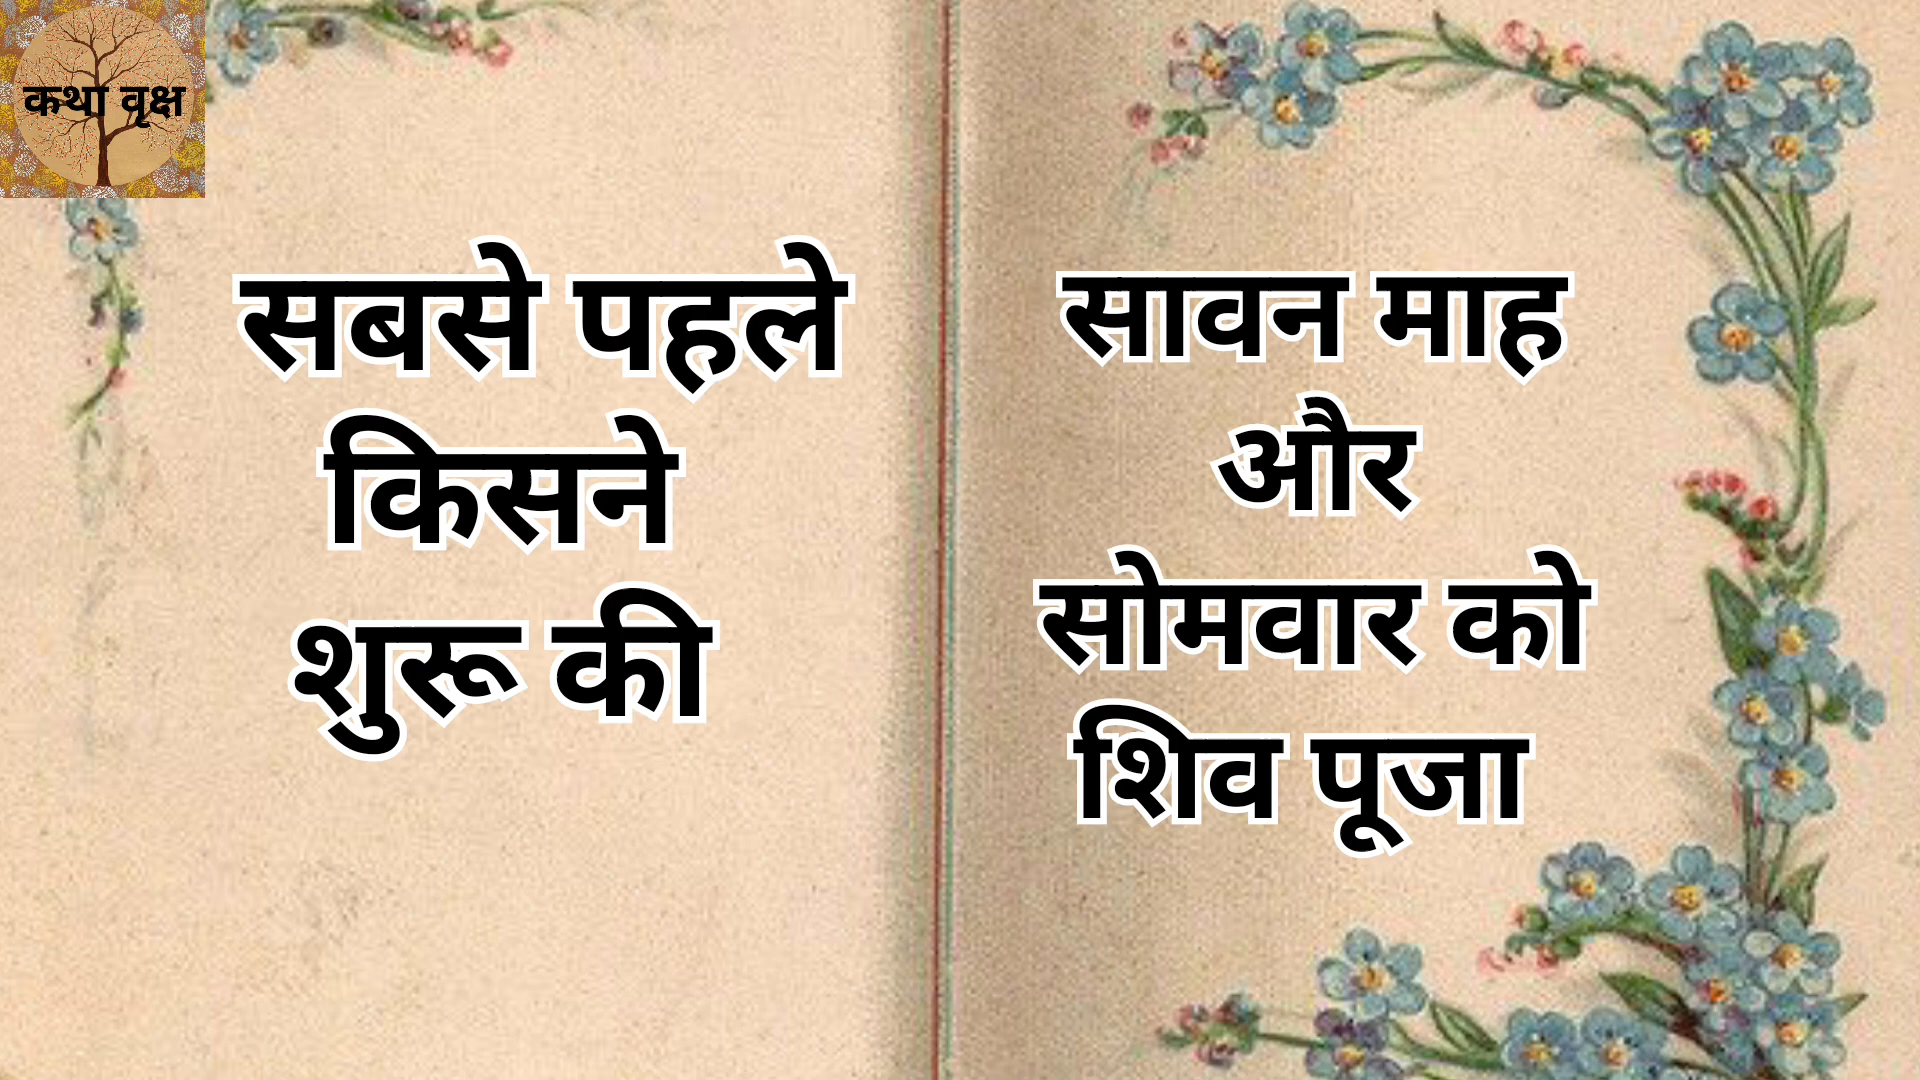 कथा वृक्ष
सबसे पहले
किसने
शुरू की
सावन माह
और
सोमवार को
शिव पूजा